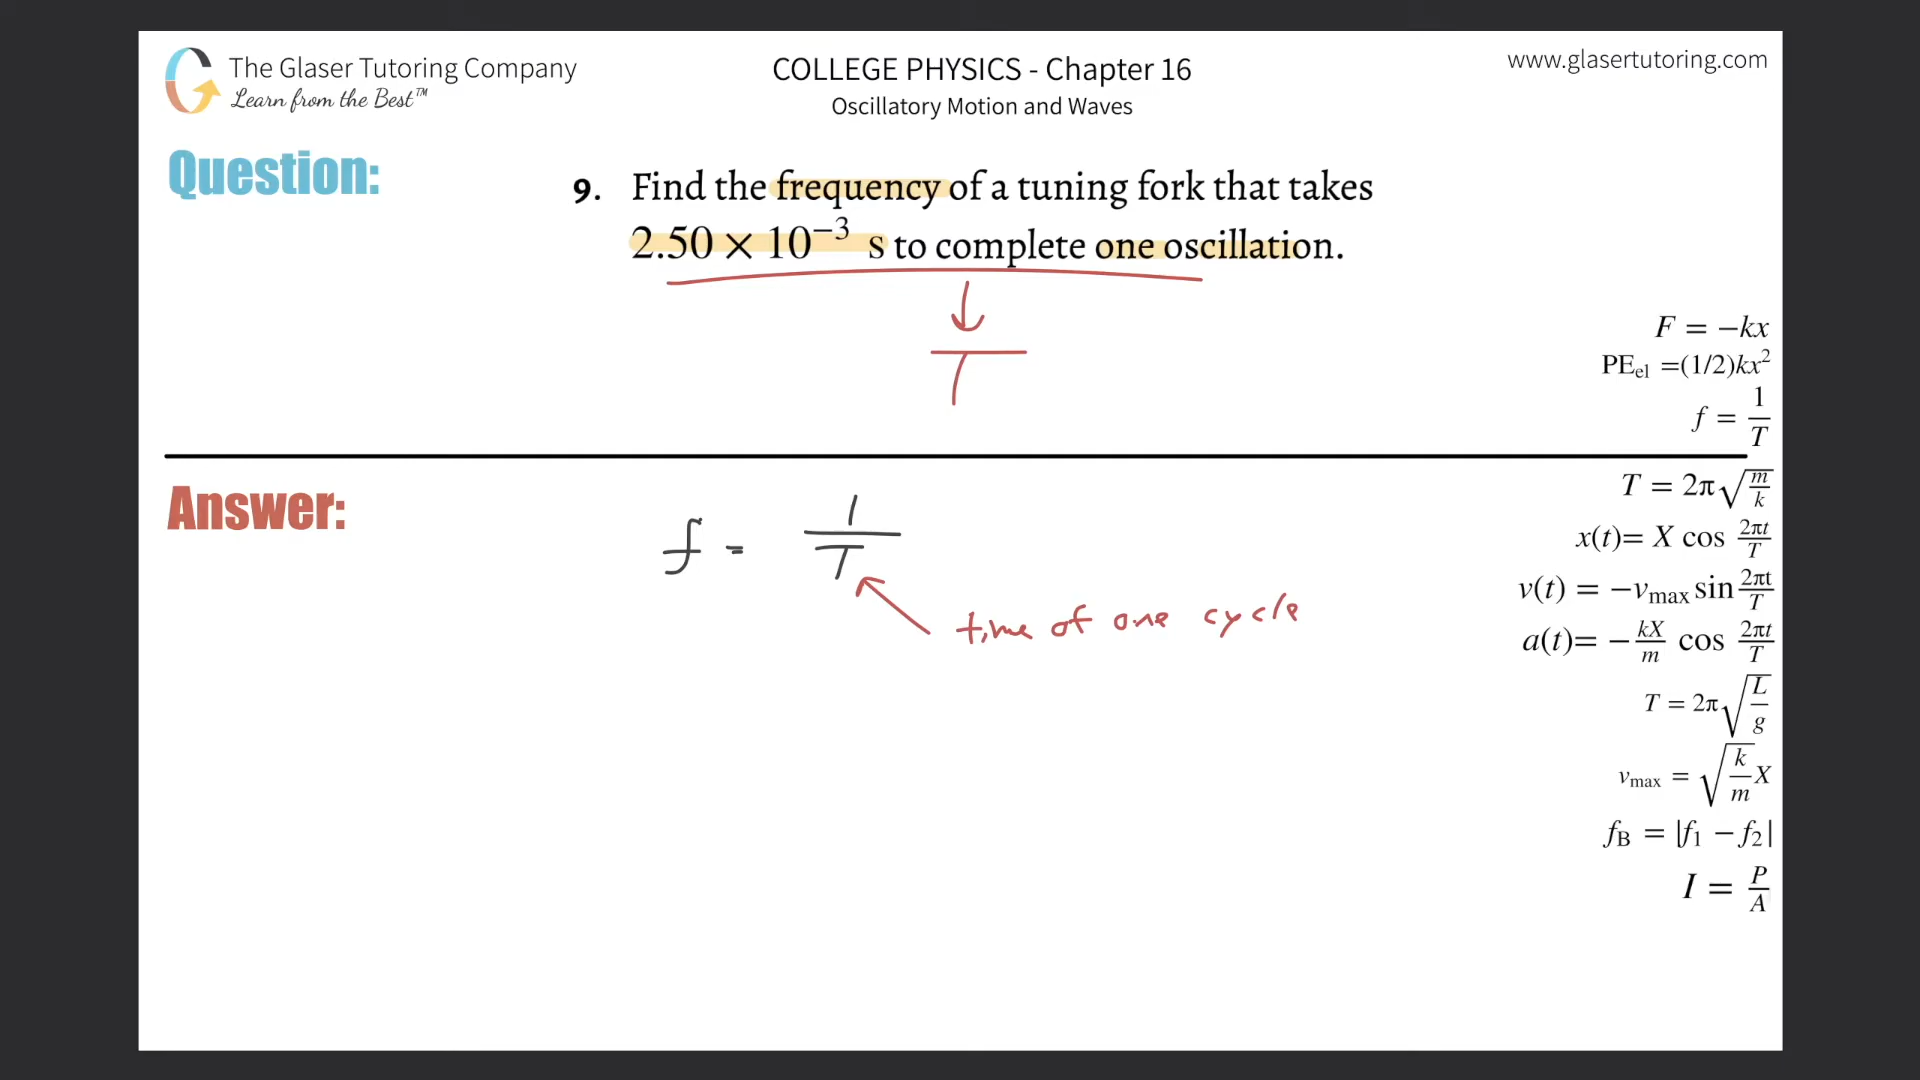 The Glaser Tutoring Company
Learn from the Best™
COLLEGE PHYSICS - Chapter 16
Oscillatory Motion and Waves
www.glasertutoring.com
Question:
9. Find the frequency of a tuning fork that takes
2.50 × 10⁻³ s to complete one oscillation.
T
F = −kx
PEₑₗ =(1/2)kx²
f = 1/T
Answer:
f = 1/T
time of one cycle
T = 2π√(m/k)
x(t)= X cos 2πt/T
v(t) = −vₘₐₓ sin 2πt/T
a(t)= − kX/m cos 2πt/T
T = 2π√(L/g)
vₘₐₓ = √(k/m) X
f_B = |f₁ − f₂|
I = P/A